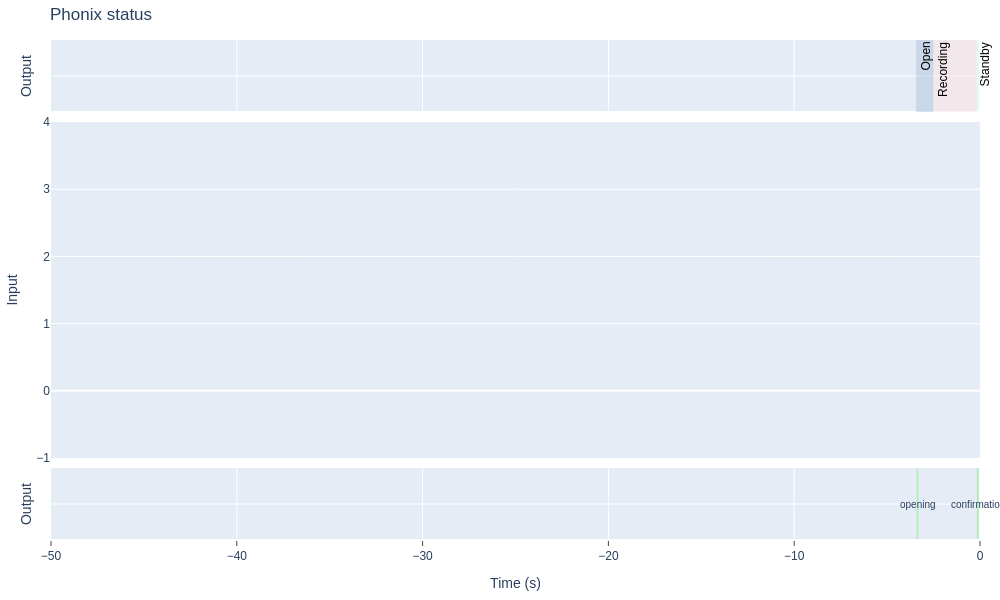 Phonix status
Output
Open
Recording
Standby
4
3
2
1
0
−1
Input
Output
opening
confirmatio
−50
−40
−30
−20
−10
0
Time (s)